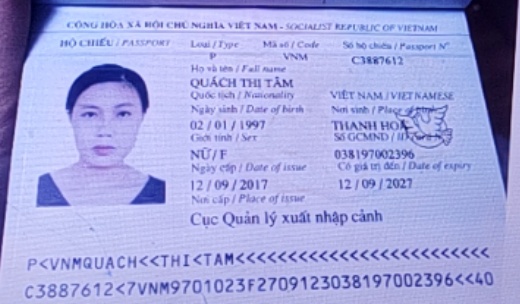 CỘNG HÒA XÃ HỘI CHỦ NGHĨA VIỆT NAM - SOCIALIST REPUBLIC OF VIETNAM
HỘ CHIẾU / PASSPORT Loại / Type Mã số / Code Số hộ chiếu / Passport Nº
P VNM C3887612
Họ và tên / Full name
QUÁCH THỊ TÂM
Quốc tịch / Nationality VIỆT NAM / VIETNAMESE
Ngày sinh / Date of birth Nơi sinh / Place of birth
02 / 01 / 1997 THANH HOÁ
Giới tính / Sex Số GCMND /
NỮ / F 038197002396
Ngày cấp / Date of issue Có giá trị đến / Date of expiry
12 / 09 / 2017 12 / 09 / 2027
Nơi cấp / Place of issue
Cục Quản lý xuất nhập cảnh
P<VNMQUACH<<THI<TAM<<<<<<<<<<<<<<<<<<<<<<<<<
C3887612<7VNM9701023F2709123038197002396<<40